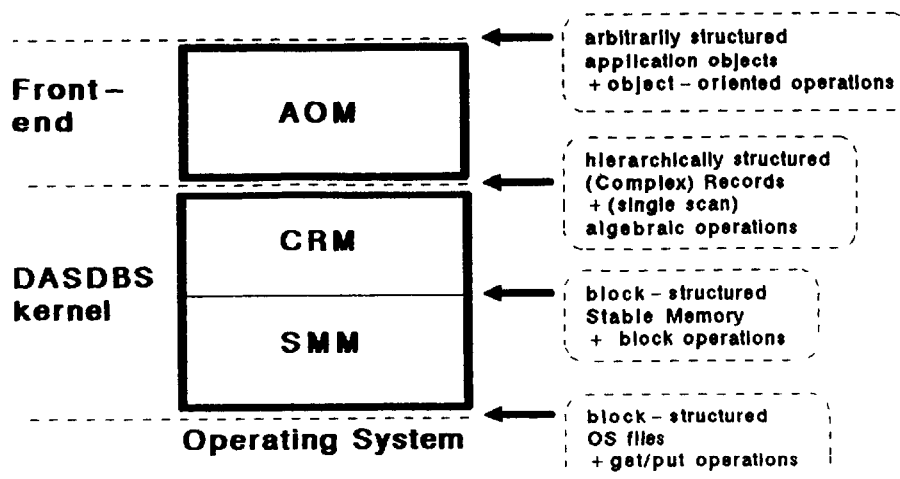 arbitrarily structured
application objects
+ object – oriented operations
Front –
end
AOM
hierarchically structured
(Complex) Records
+ (single scan)
algebraic operations
CRM
DASDBS
kernel
block – structured
Stable Memory
+ block operations
SMM
block – structured
OS files
+ get/put operations
Operating System